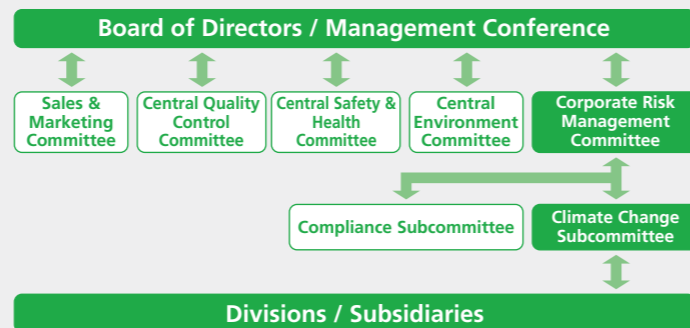 Board of Directors / Management Conference
Sales &
Marketing
Committee
Central Quality
Control
Committee
Central Safety &
Health
Committee
Central
Environment
Committee
Corporate Risk
Management
Committee
Compliance Subcommittee
Climate Change
Subcommittee
Divisions / Subsidiaries